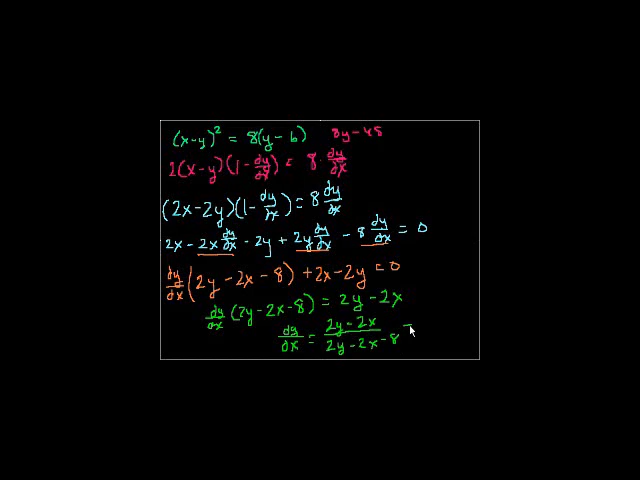 (x-y)² = 8(y-6) 8y-48
2(x-y)(1-dy/dx) = 8·dy/dx
(2x-2y)(1-dy/dx) = 8 dy/dx
2x-2x dy/dx -2y+2y dy/dx -8 dy/dx = 0
dy/dx (2y-2x-8) +2x-2y = 0
dy/dx (2y-2x-8) = 2y-2x
dy/dx = (2y-2x)/(2y-2x-8)